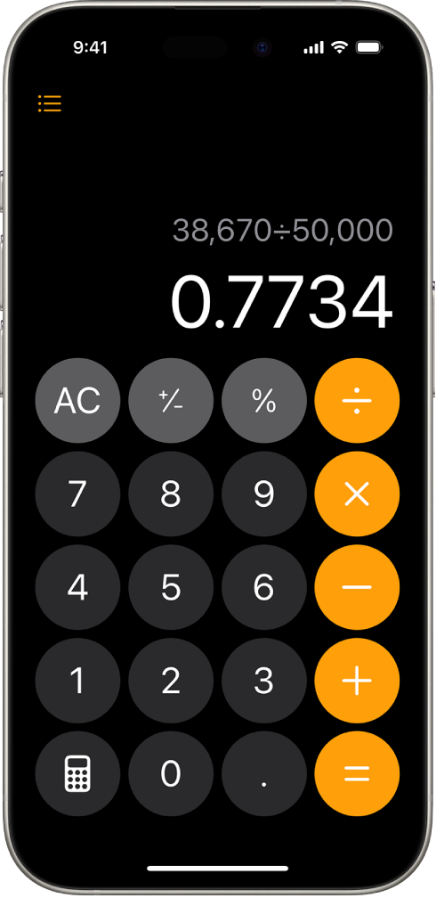 9:41
38,670÷50,000
0.7734
AC +/− % ÷
7 8 9 ×
4 5 6 −
1 2 3 +
0 . =